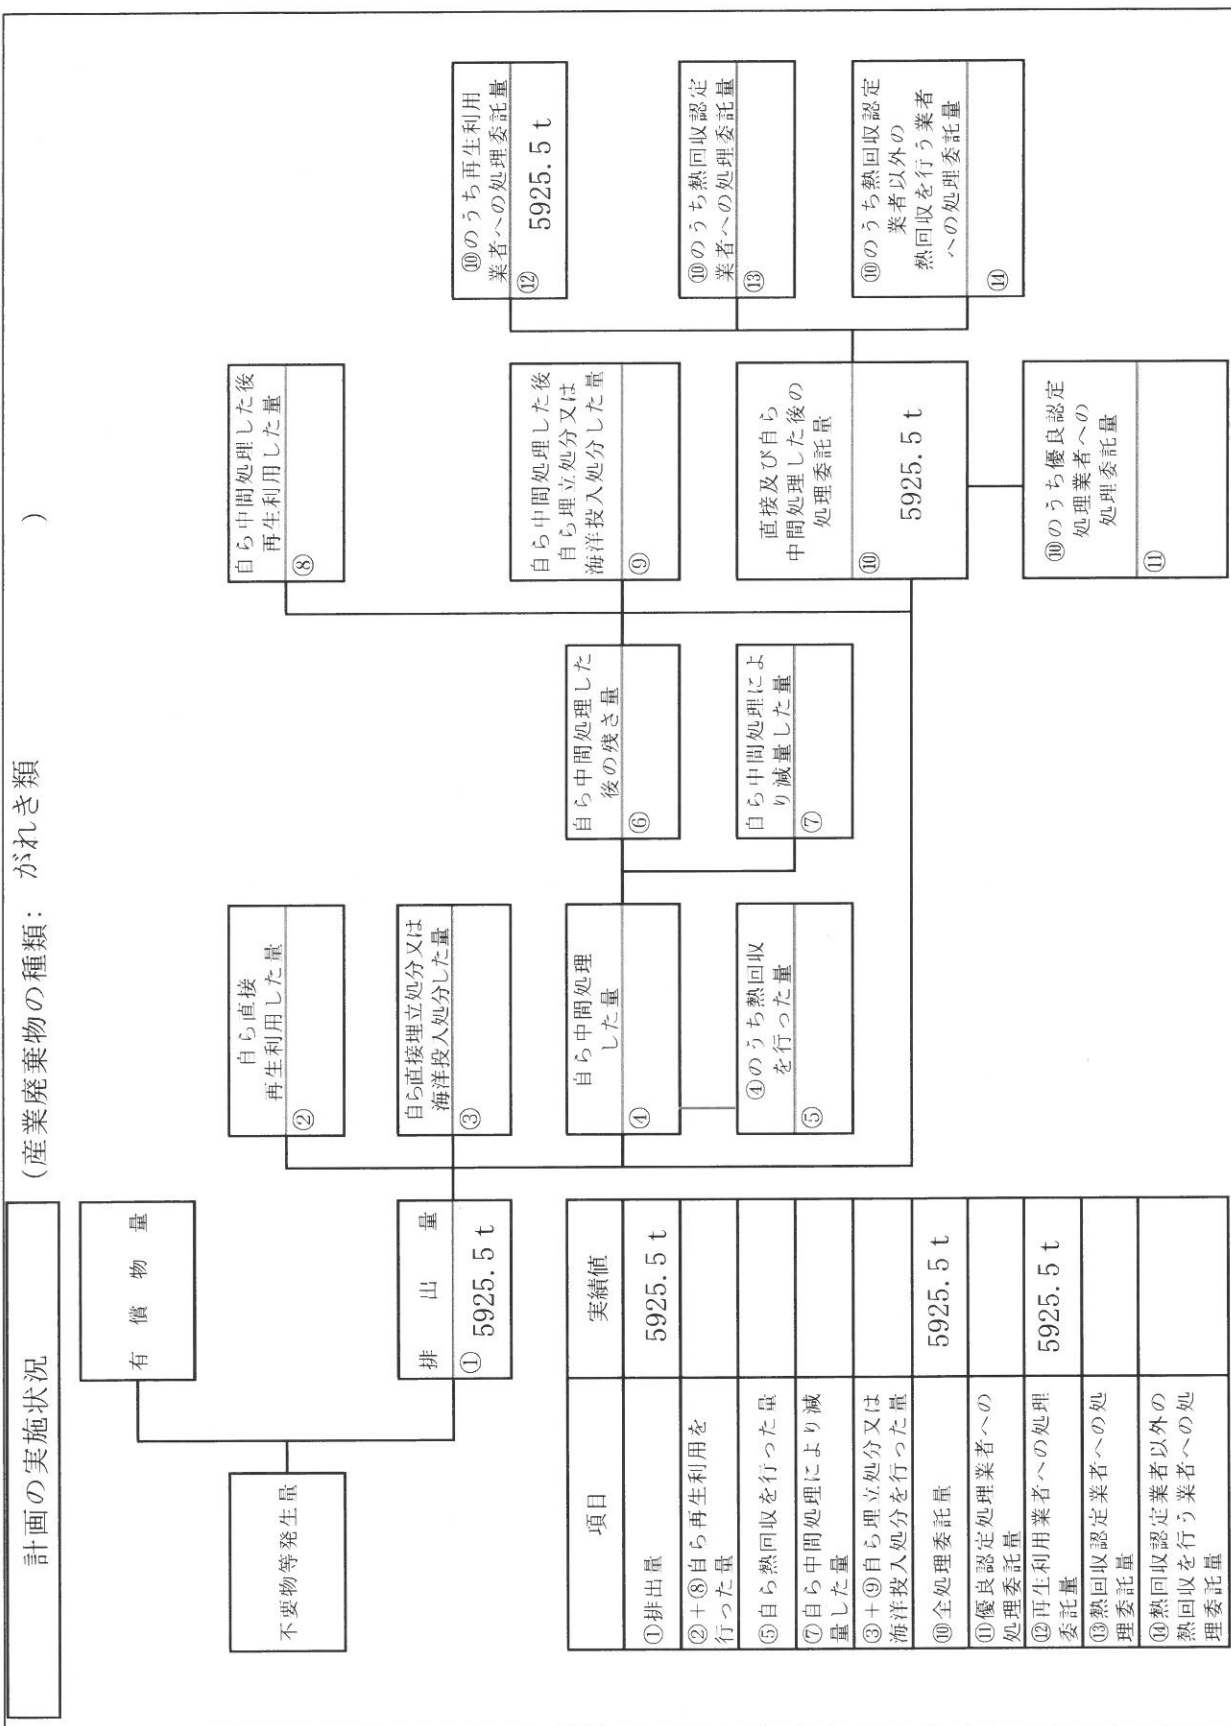 計画の実施状況
(産業廃棄物の種類: がれき類 )
不要物等発生量
有 償 物 量
排 出 量
① 5925.5 t
自ら直接
再生利用した量
②
自ら直接埋立処分又は
海洋投入処分した量
③
自ら中間処理
した量
④
④のうち熱回収
を行った量
⑤
自ら中間処理した
後の残さ量
⑥
自ら中間処理によ
り減量した量
⑦
自ら中間処理した後
再生利用した量
⑧
自ら中間処理した後
自ら埋立処分又は
海洋投入処分した量
⑨
直接及び自ら
中間処理した後の
処理委託量
⑩
5925.5 t
⑩のうち優良認定
処理業者への
処理委託量
⑪
⑩のうち再生利用
業者への処理委託量
⑫
5925.5 t
⑩のうち熱回収認定
業者への処理委託量
⑬
⑩のうち熱回収認定
業者以外の
熱回収を行う業者
への処理委託量
⑭
項目 実績値
①排出量 5925.5 t
②+⑧自ら再生利用を
行った量
⑤自ら熱回収を行った量
⑦自ら中間処理により減
量した量
③+⑨自ら埋立処分又は
海洋投入処分を行った量
⑩全処理委託量 5925.5 t
⑪優良認定処理業者への
処理委託量
⑫再生利用業者への処理
委託量 5925.5 t
⑬熱回収認定業者への処
理委託量
⑭熱回収認定業者以外の
熱回収を行う業者への処
理委託量